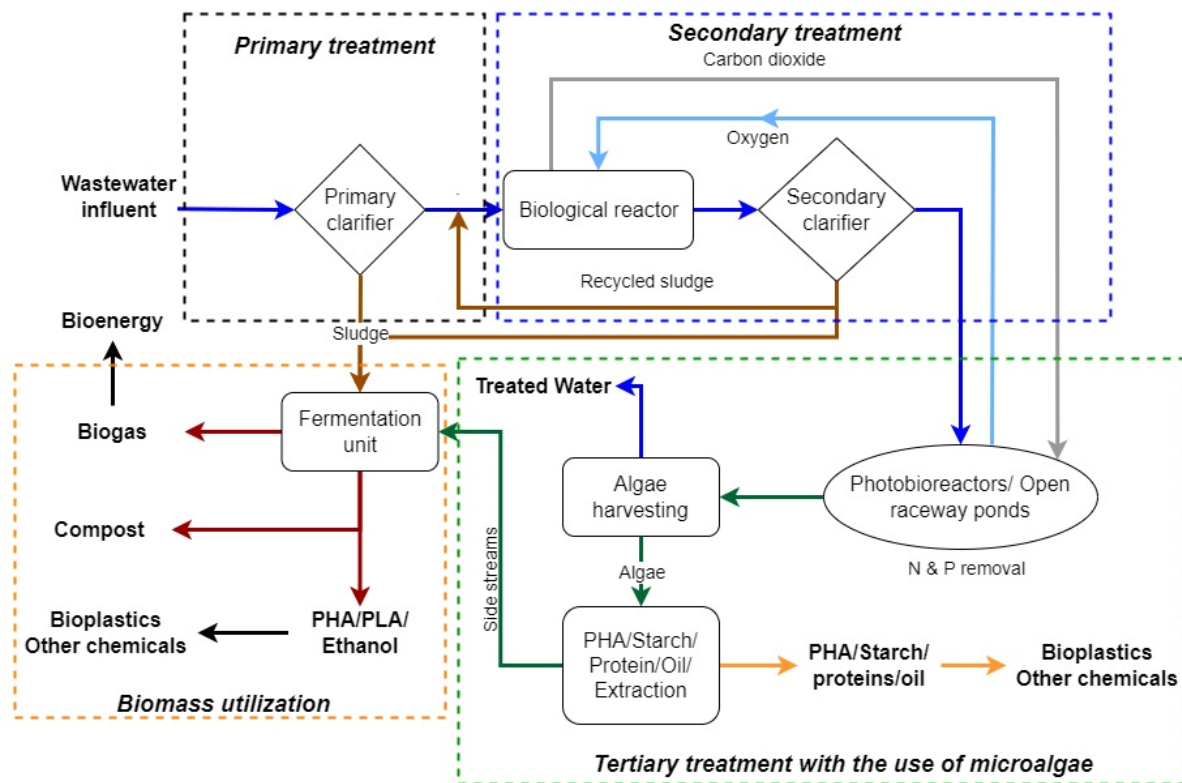 Primary treatment
Secondary treatment
Carbon dioxide
Oxygen
Wastewater
influent
Primary
clarifier
Biological reactor
Secondary
clarifier
Recycled sludge
Sludge
Bioenergy
Treated Water
Biogas
Fermentation
unit
Algae
harvesting
Photobioreactors/ Open
raceway ponds
N & P removal
Compost
Side streams
Algae
Bioplastics
Other chemicals
PHA/PLA/
Ethanol
PHA/Starch/
Protein/Oil/
Extraction
PHA/Starch/
proteins/oil
Bioplastics
Other chemicals
Biomass utilization
Tertiary treatment with the use of microalgae